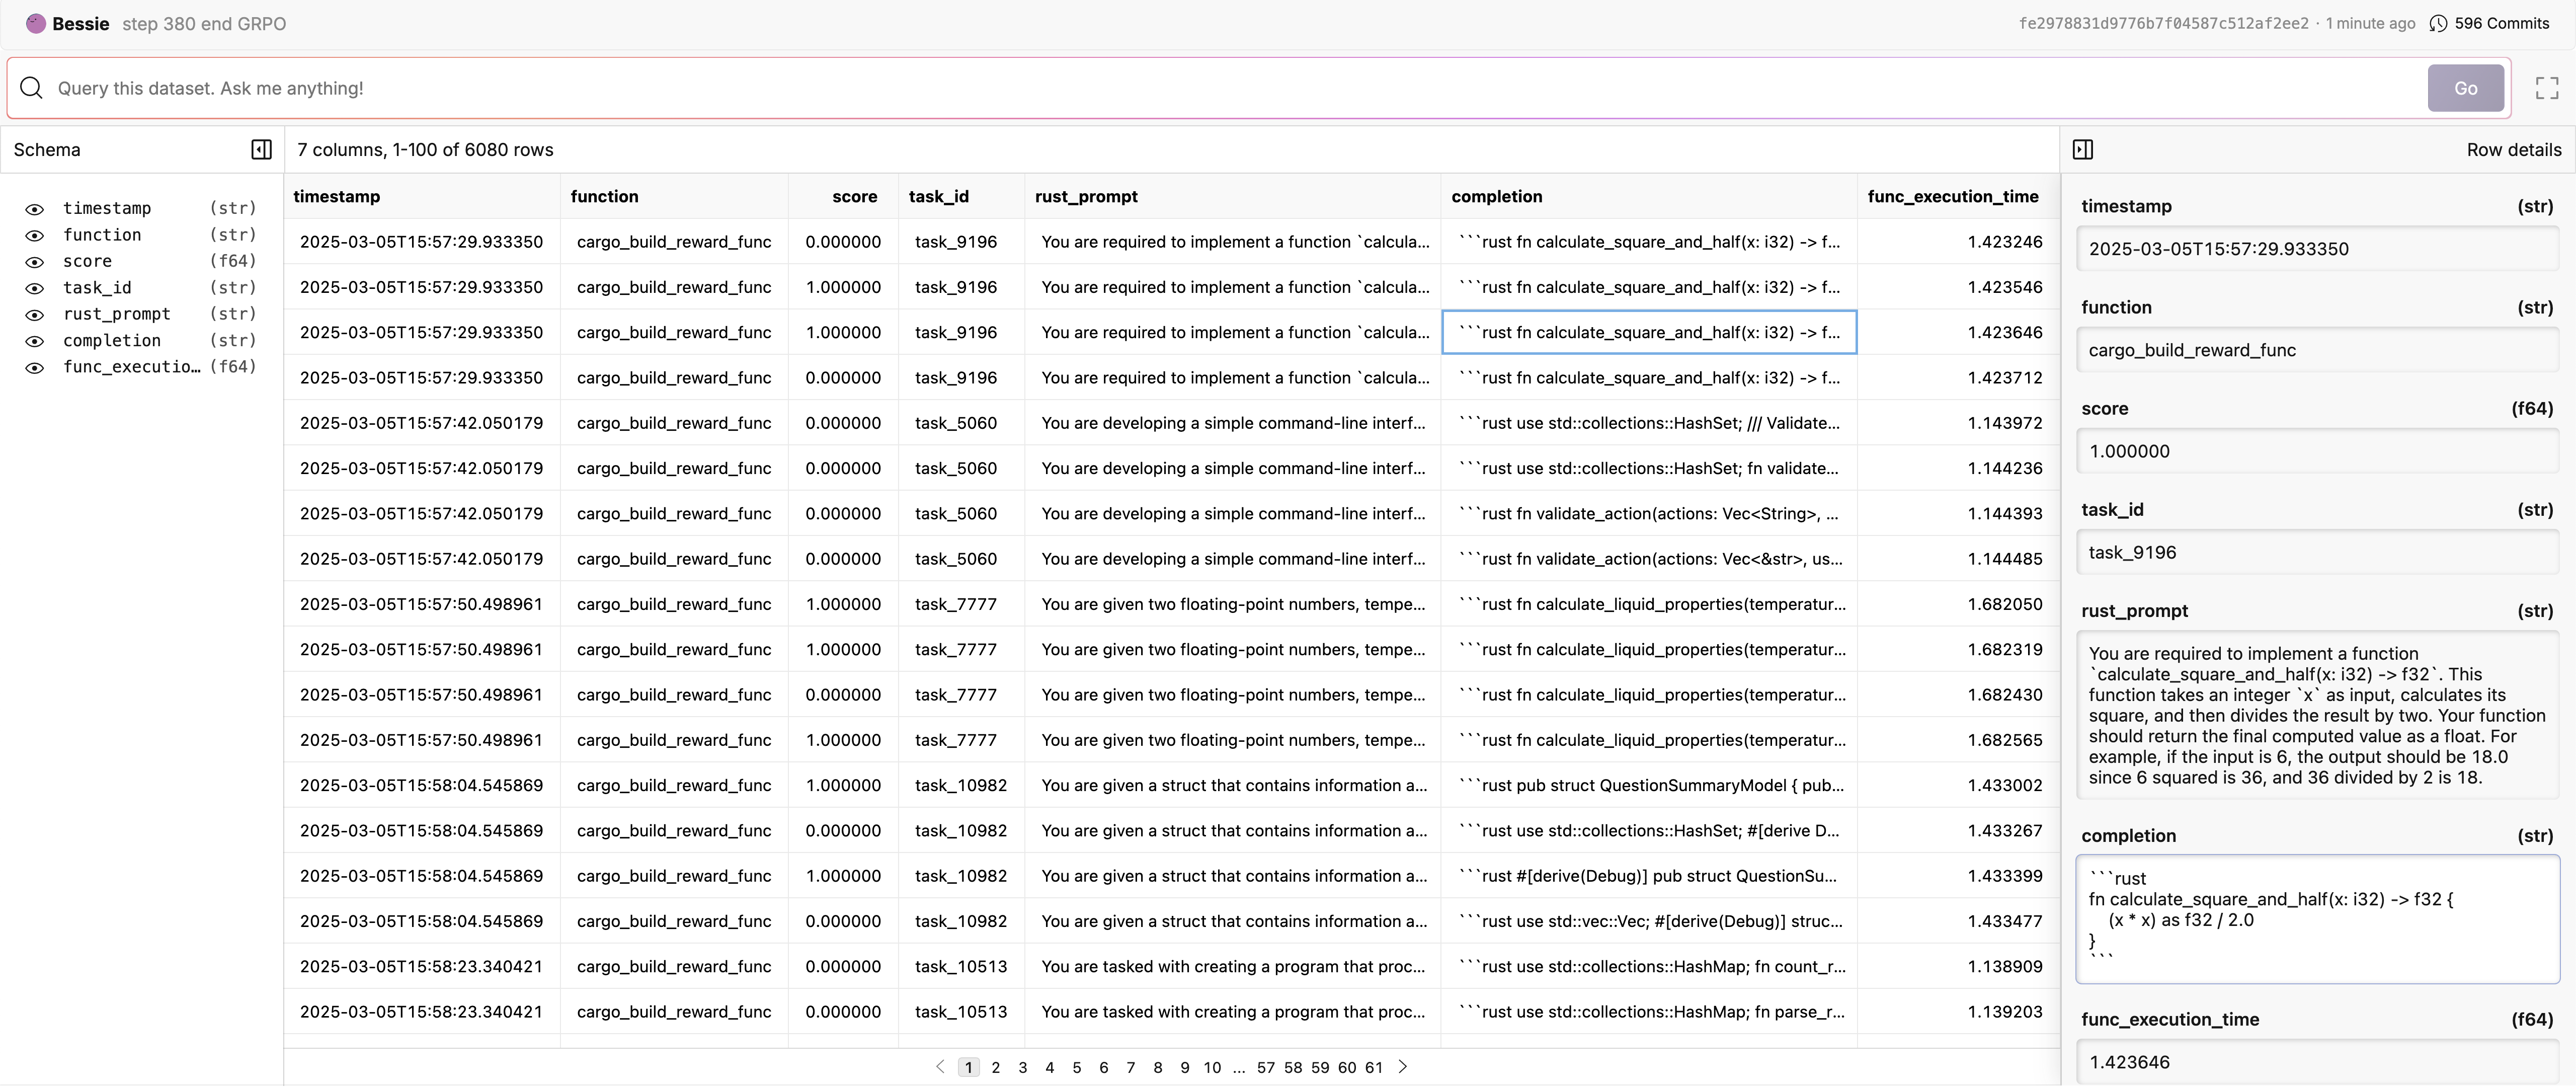 Bessie step 380 end GRPO
fe2978831d9776b7f04587c512af2ee2 · 1 minute ago 596 Commits
Query this dataset. Ask me anything!
Go
Schema
7 columns, 1-100 of 6080 rows
Row details
timestamp (str)
function (str)
score (f64)
task_id (str)
rust_prompt (str)
completion (str)
func_executio... (f64)
timestamp function score task_id rust_prompt completion func_execution_time
2025-03-05T15:57:29.933350 cargo_build_reward_func 0.000000 task_9196 You are required to implement a function `calcula... ```rust fn calculate_square_and_half(x: i32) -> f... 1.423246
2025-03-05T15:57:29.933350 cargo_build_reward_func 1.000000 task_9196 You are required to implement a function `calcula... ```rust fn calculate_square_and_half(x: i32) -> f... 1.423546
2025-03-05T15:57:29.933350 cargo_build_reward_func 1.000000 task_9196 You are required to implement a function `calcula... ```rust fn calculate_square_and_half(x: i32) -> f... 1.423646
2025-03-05T15:57:29.933350 cargo_build_reward_func 0.000000 task_9196 You are required to implement a function `calcula... ```rust fn calculate_square_and_half(x: i32) -> f... 1.423712
2025-03-05T15:57:42.050179 cargo_build_reward_func 0.000000 task_5060 You are developing a simple command-line interf... ```rust use std::collections::HashSet; /// Validate... 1.143972
2025-03-05T15:57:42.050179 cargo_build_reward_func 0.000000 task_5060 You are developing a simple command-line interf... ```rust use std::collections::HashSet; fn validate... 1.144236
2025-03-05T15:57:42.050179 cargo_build_reward_func 0.000000 task_5060 You are developing a simple command-line interf... ```rust fn validate_action(actions: Vec<String>, ... 1.144393
2025-03-05T15:57:42.050179 cargo_build_reward_func 0.000000 task_5060 You are developing a simple command-line interf... ```rust fn validate_action(actions: Vec<&str>, us... 1.144485
2025-03-05T15:57:50.498961 cargo_build_reward_func 1.000000 task_7777 You are given two floating-point numbers, tempe... ```rust fn calculate_liquid_properties(temperatur... 1.682050
2025-03-05T15:57:50.498961 cargo_build_reward_func 1.000000 task_7777 You are given two floating-point numbers, tempe... ```rust fn calculate_liquid_properties(temperatur... 1.682319
2025-03-05T15:57:50.498961 cargo_build_reward_func 0.000000 task_7777 You are given two floating-point numbers, tempe... ```rust fn calculate_liquid_properties(temperatur... 1.682430
2025-03-05T15:57:50.498961 cargo_build_reward_func 1.000000 task_7777 You are given two floating-point numbers, tempe... ```rust fn calculate_liquid_properties(temperatur... 1.682565
2025-03-05T15:58:04.545869 cargo_build_reward_func 1.000000 task_10982 You are given a struct that contains information a... ```rust pub struct QuestionSummaryModel { pub... 1.433002
2025-03-05T15:58:04.545869 cargo_build_reward_func 0.000000 task_10982 You are given a struct that contains information a... ```rust use std::collections::HashSet; #[derive D... 1.433267
2025-03-05T15:58:04.545869 cargo_build_reward_func 1.000000 task_10982 You are given a struct that contains information a... ```rust #[derive(Debug)] pub struct QuestionSu... 1.433399
2025-03-05T15:58:04.545869 cargo_build_reward_func 0.000000 task_10982 You are given a struct that contains information a... ```rust use std::vec::Vec; #[derive(Debug)] struc... 1.433477
2025-03-05T15:58:23.340421 cargo_build_reward_func 0.000000 task_10513 You are tasked with creating a program that proc... ```rust use std::collections::HashMap; fn count_r... 1.138909
2025-03-05T15:58:23.340421 cargo_build_reward_func 0.000000 task_10513 You are tasked with creating a program that proc... ```rust use std::collections::HashMap; fn parse_r... 1.139203
1 2 3 4 5 6 7 8 9 10 ... 57 58 59 60 61
timestamp (str)
2025-03-05T15:57:29.933350
function (str)
cargo_build_reward_func
score (f64)
1.000000
task_id (str)
task_9196
rust_prompt (str)
You are required to implement a function
`calculate_square_and_half(x: i32) -> f32`. This
function takes an integer `x` as input, calculates its
square, and then divides the result by two. Your function
should return the final computed value as a float. For
example, if the input is 6, the output should be 18.0
since 6 squared is 36, and 36 divided by 2 is 18.
completion (str)
```rust
fn calculate_square_and_half(x: i32) -> f32 {
    (x * x) as f32 / 2.0
}
```
func_execution_time (f64)
1.423646